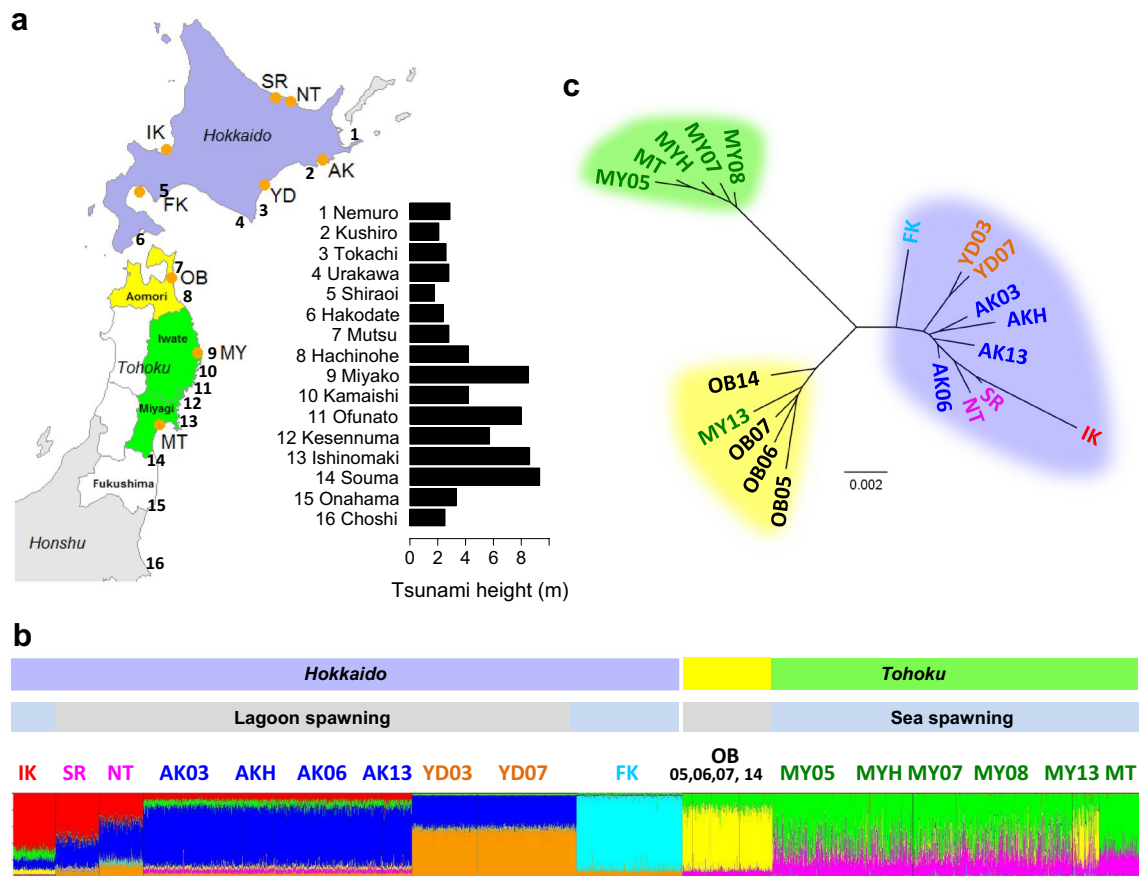 a
SR
NT
IK
Hokkaido
1
2 AK
5
FK
YD
3
4
6
7
OB
Aomori
8
Iwate
9 MY
Tohoku
10
11
Miyagi
12
13
MT
14
Fukushima
15
Honshu
16
1 Nemuro
2 Kushiro
3 Tokachi
4 Urakawa
5 Shiraoi
6 Hakodate
7 Mutsu
8 Hachinohe
9 Miyako
10 Kamaishi
11 Ofunato
12 Kesennuma
13 Ishinomaki
14 Souma
15 Onahama
16 Choshi
0 2 4 6 8
Tsunami height (m)
c
MY05
MT
MYH
MY07
MY08
FK
YD03
YD07
AK03
AKH
AK13
AK06
NT
SR
IK
OB14
MY13
OB07
OB06
OB05
0.002
b
Hokkaido Tohoku
Lagoon spawning Sea spawning
IK SR NT AK03 AKH AK06 AK13 YD03 YD07 FK OB MY05 MYH MY07 MY08 MY13 MT
05,06,07, 14